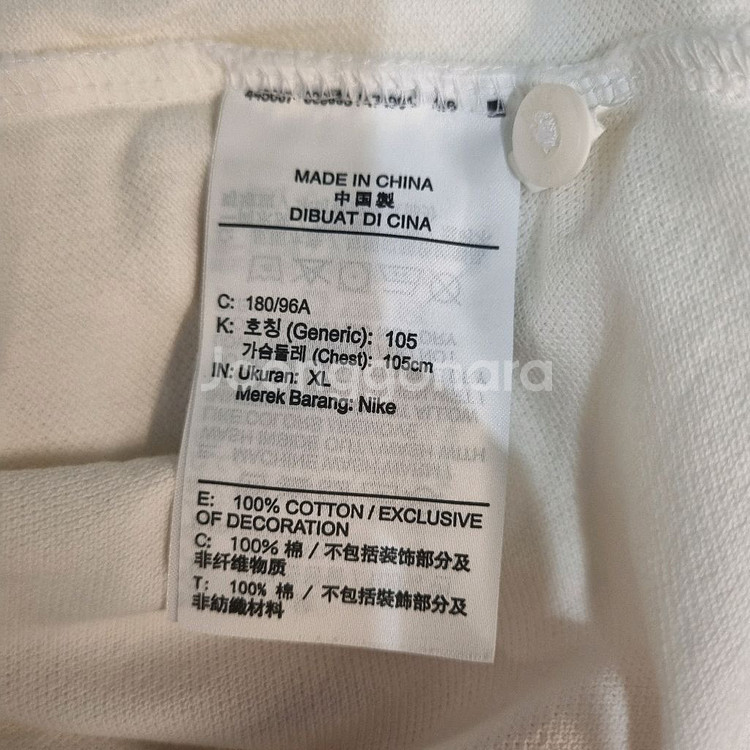 MADE IN CHINA
中国製
DIBUAT DI CINA
C: 180/96A
K: 호칭 (Generic): 105
가슴둘레 (Chest): 105cm
IN: Ukuran: XL
Merek Barang: Nike
Joonggonara
E: 100% COTTON / EXCLUSIVE
OF DECORATION
C: 100% 棉 / 不包括装饰部分及
非纤维物质
T: 100% 棉 / 不包括裝飾部分及
非紡織材料